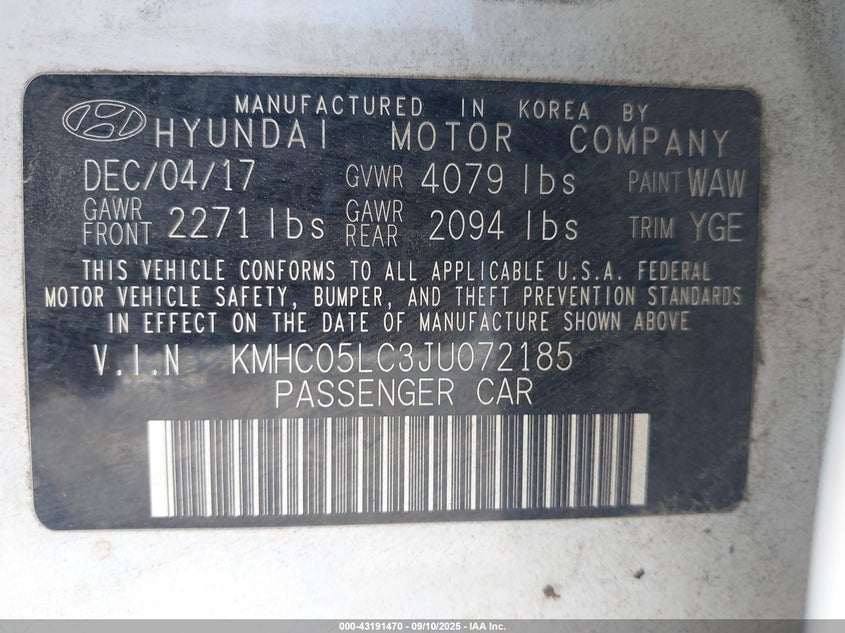 MANUFACTURED IN KOREA BY
HYUNDAI MOTOR COMPANY
DEC/04/17 GVWR 4079 lbs PAINT WAW
GAWR FRONT 2271 lbs GAWR REAR 2094 lbs TRIM YGE
THIS VEHICLE CONFORMS TO ALL APPLICABLE U.S.A. FEDERAL
MOTOR VEHICLE SAFETY, BUMPER, AND THEFT PREVENTION STANDARDS
IN EFFECT ON THE DATE OF MANUFACTURE SHOWN ABOVE
V.I.N KMHC05LC3JU072185
PASSENGER CAR
000-43191470 - 09/10/2025 - IAA Inc.